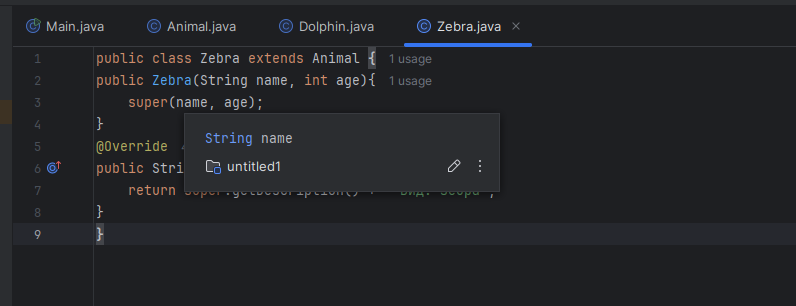 Main.java Animal.java Dolphin.java Zebra.java
1 public class Zebra extends Animal { 1 usage
2 public Zebra(String name, int age){ 1 usage
3 super(name, age);
4 }
5 @Override
String name
6 public Stri
untitled1
7 return
8 }
9 }